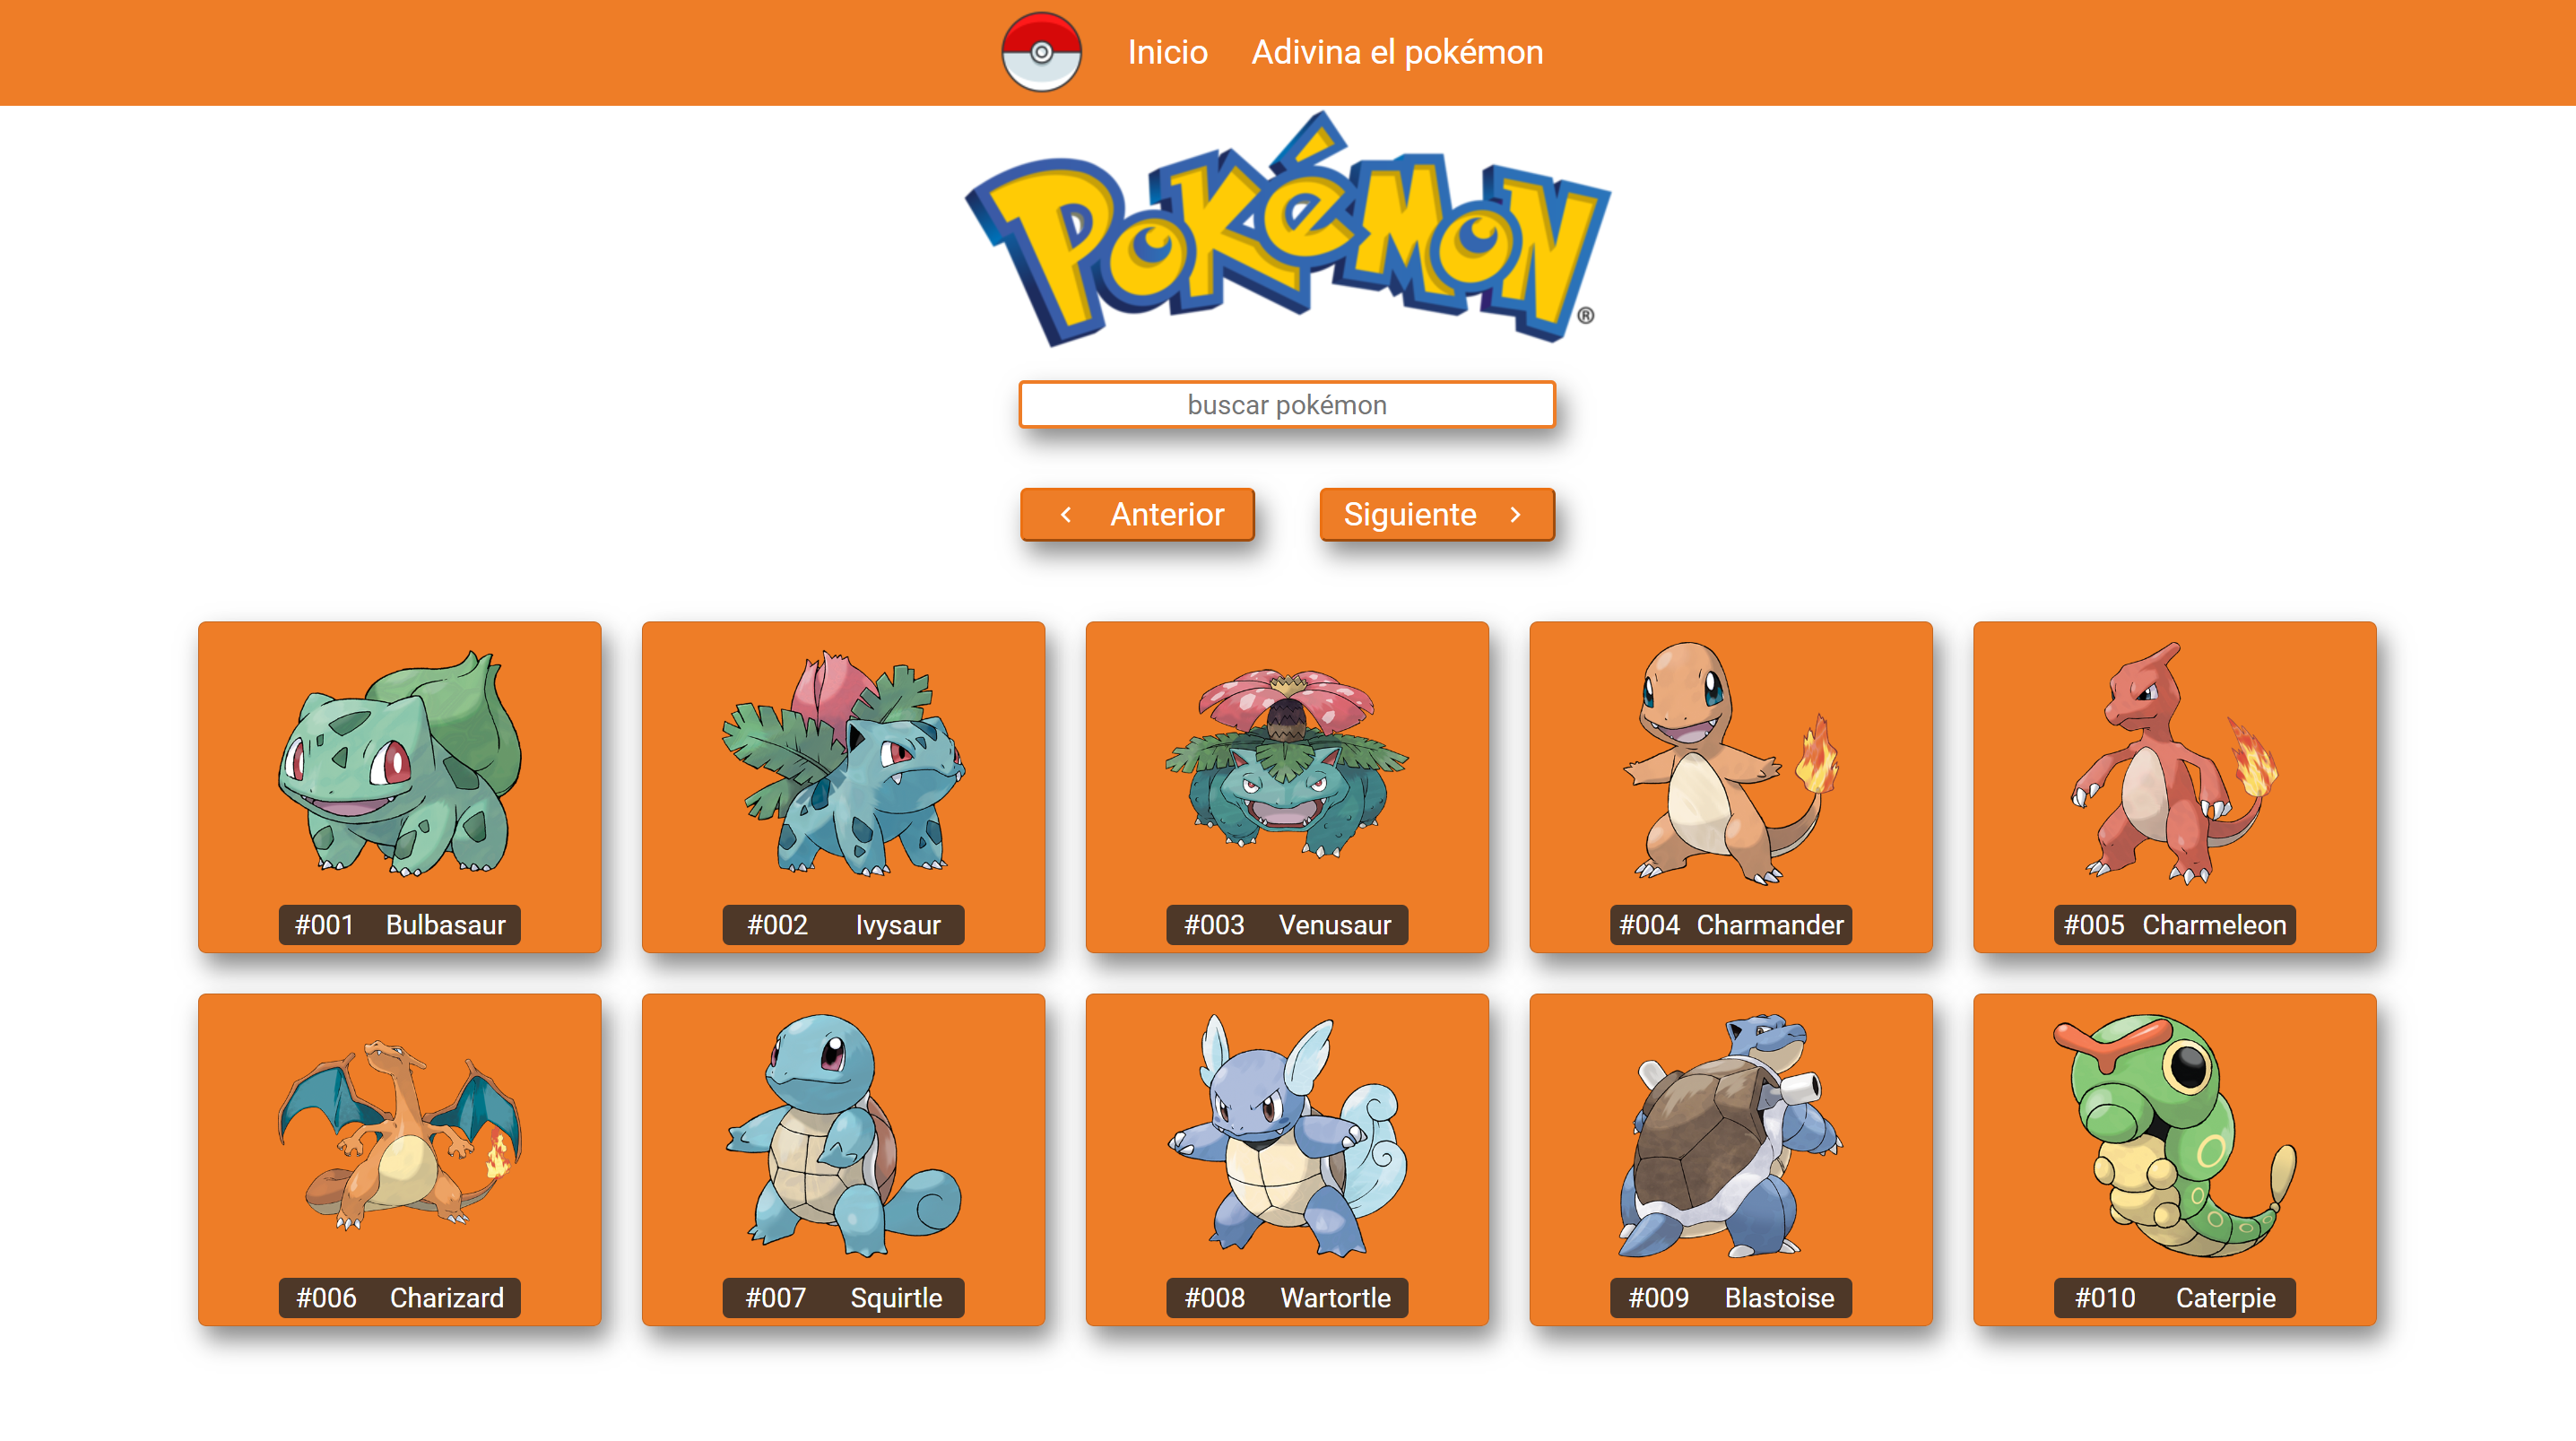 Inicio Adivina el pokémon
POKéMON®
buscar pokémon
Anterior Siguiente
#001 Bulbasaur
#002 Ivysaur
#003 Venusaur
#004 Charmander
#005 Charmeleon
#006 Charizard
#007 Squirtle
#008 Wartortle
#009 Blastoise
#010 Caterpie